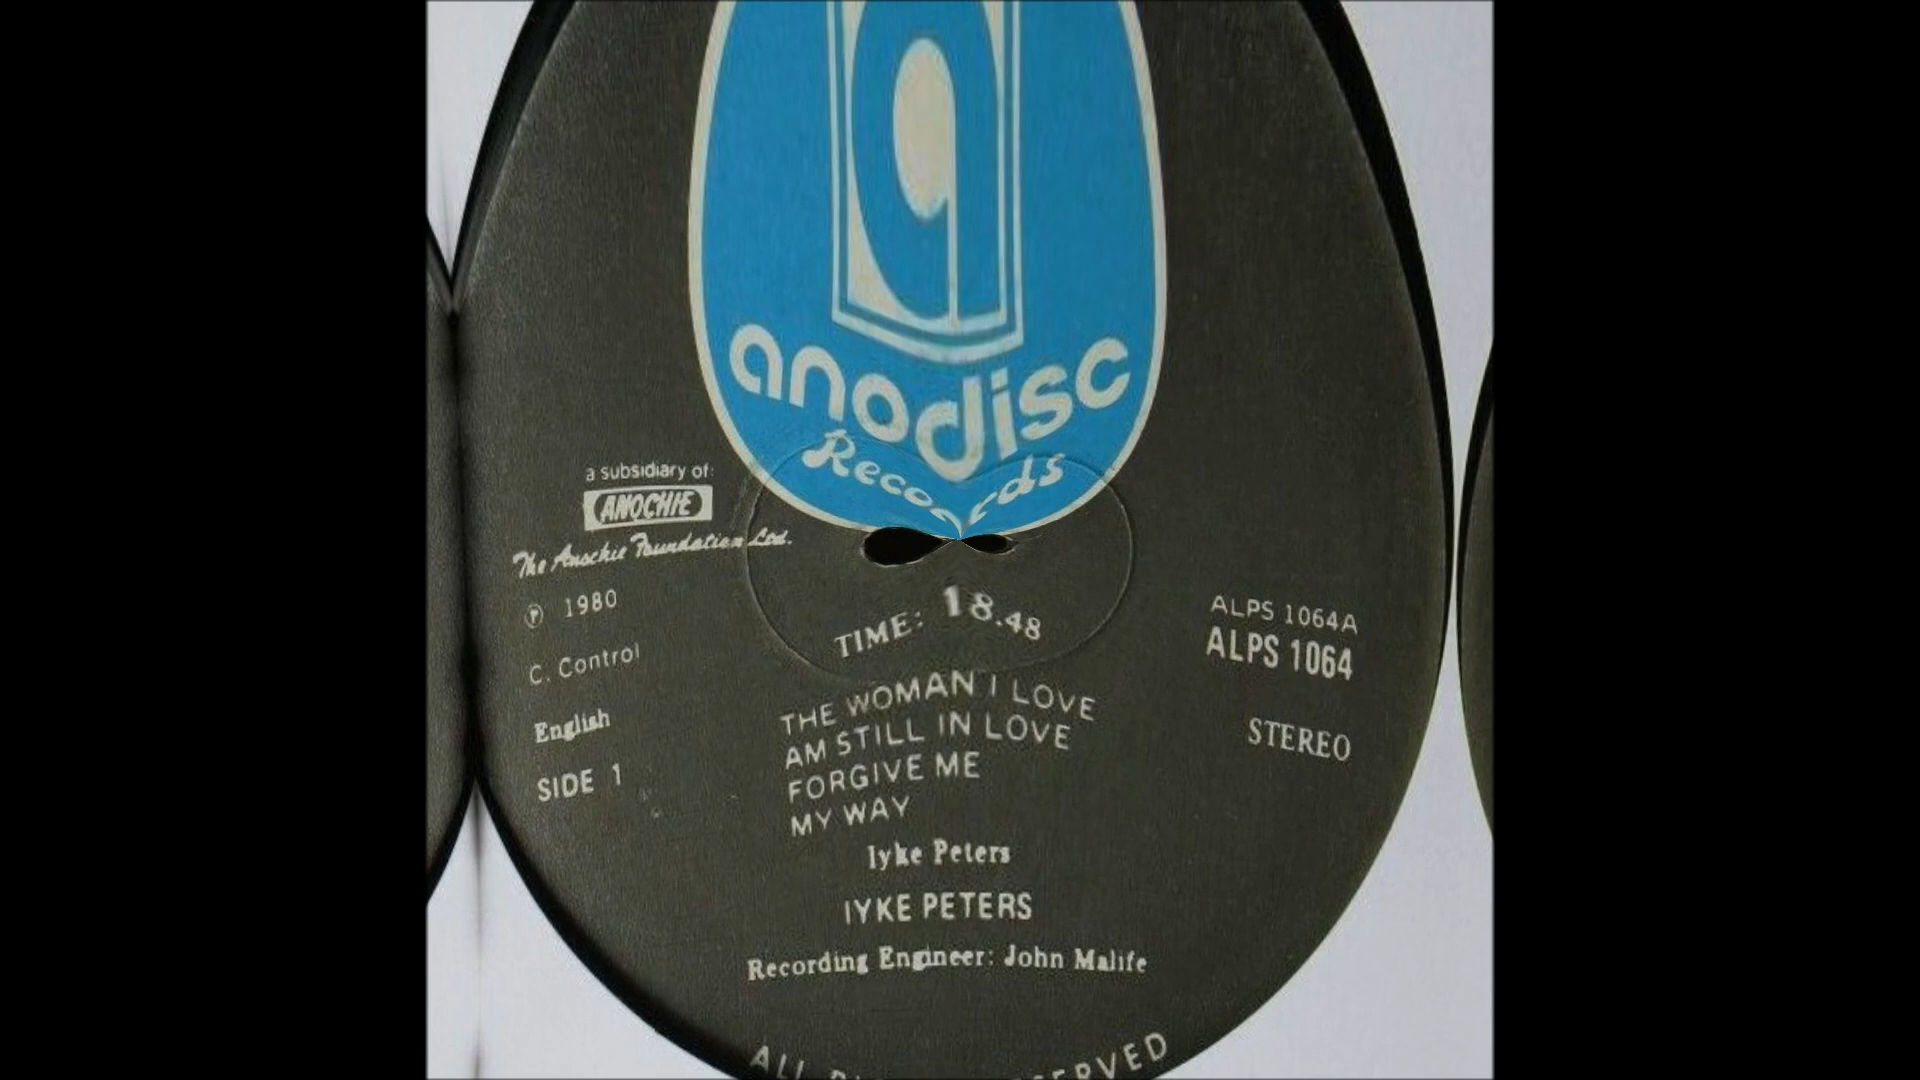 anodisc
Records
a subsidiary of:
ANOCHIE
The Anochie Foundation Ltd.
℗ 1980
C. Control
English
SIDE 1
TIME: 18.48
ALPS 1064A
ALPS 1064
STEREO
THE WOMAN I LOVE
AM STILL IN LOVE
FORGIVE ME
MY WAY
Iyke Peters
IYKE PETERS
Recording Engineer: John Malife
ALL